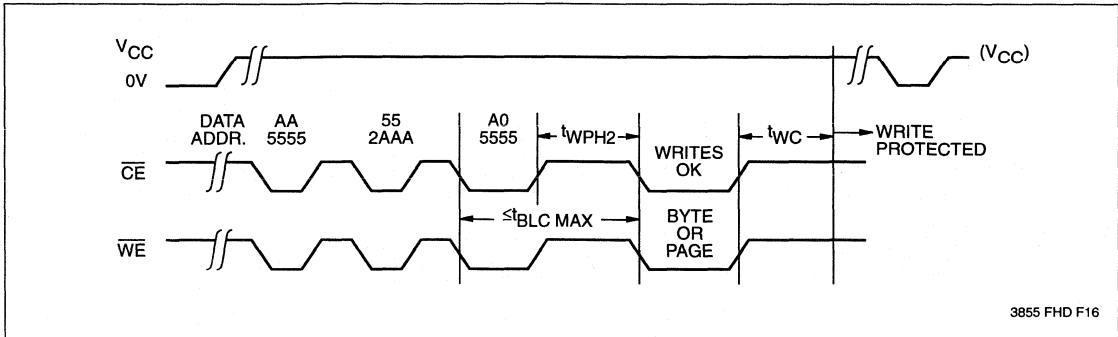 VCC
0V
(VCC)
DATA AA 55 A0
ADDR. 5555 2AAA 5555
tWPH2
WRITES
OK
tWC
WRITE
PROTECTED
CE
≤tBLC MAX
BYTE
OR
PAGE
WE
3855 FHD F16